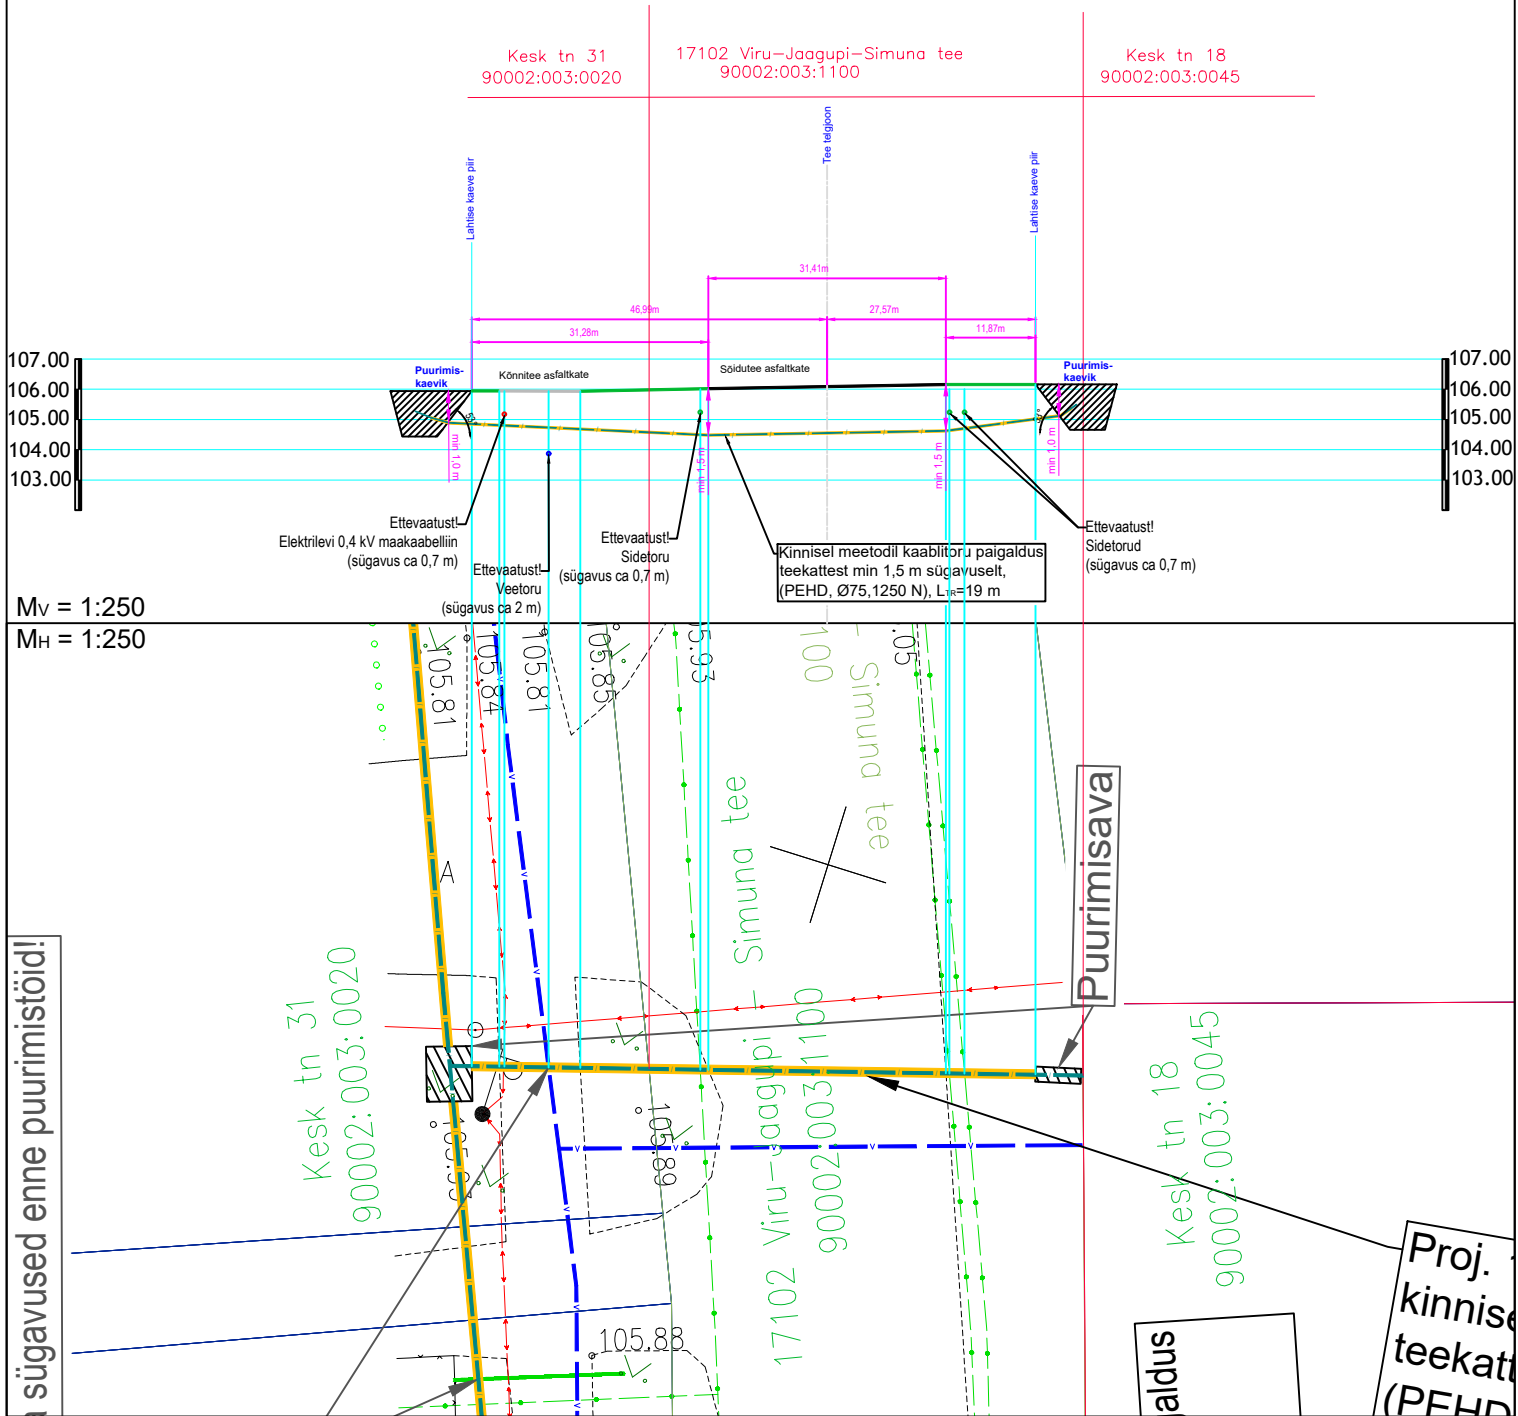 Kesk tn 31
90002:003:0020
17102 Viru-Jaagupi-Simuna tee
90002:003:1100
Kesk tn 18
90002:003:0045
Lahtise kaeve piir
Tee telgjoon
Lahtise kaeve piir
31,41m
46,99m
27,57m
31,28m
11,87m
107.00
106.00
105.00
104.00
103.00
Puurimis-
kaevik
Könnitee asfaltkate
Söidutee asfaltkate
Puurimis-
kaevik
107.00
106.00
105.00
104.00
103.00
min 1,0 m
min 1,5 m
min 1,5 m
min 1,0 m
Ettevaatust!
Elektrilevi 0,4 kV maakaabelliin
(sügavus ca 0,7 m)
Ettevaatust!
Veetoru
(sügavus ca 2 m)
Ettevaatust!
Sidetoru
(sügavus ca 0,7 m)
Kinnisel meetodil kaablitoru paigaldus
teekattest min 1,5 m sügavuselt,
(PEHD, Ø75,1250 N), LTR=19 m
Ettevaatust!
Sidetorud
(sügavus ca 0,7 m)
MV = 1:250
MH = 1:250
105.81
105.84
105.81
105.85
05.93
100
- Simuna tee
.05
A
Puurimisava
sügavused enne puurimistöid!
Kesk tn 31
90002:003:0020
17102 Viru-Jaagupi - Simuna tee
90002:003:1100
105.89
Kesk tn 18
90002:003:0045
105.88
aldus
Proj.
kinnise
teekatt
(PEHD